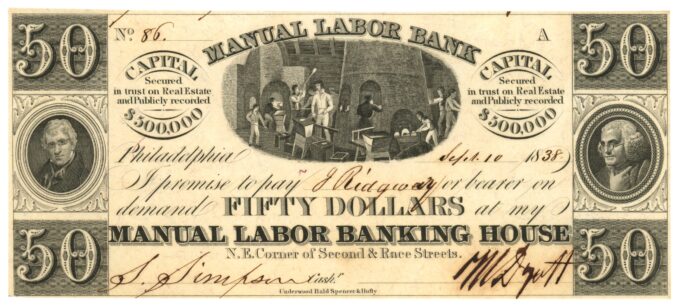 50 50
No. 86. A
MANUAL LABOR BANK
CAPITAL
Secured
in trust on Real Estate
and Publicly recorded
$500,000
CAPITAL
Secured
in trust on Real Estate
and Publicly recorded
$500,000
Philadelphia Sept. 10 1838
I promise to pay J Ridgway or bearer on
demand FIFTY DOLLARS at my
MANUAL LABOR BANKING HOUSE
N.E. Corner of Second & Race Streets.
50 50
S. Simpson Cash.r TW Dyott
Underwood Bald Spencer & Hufty